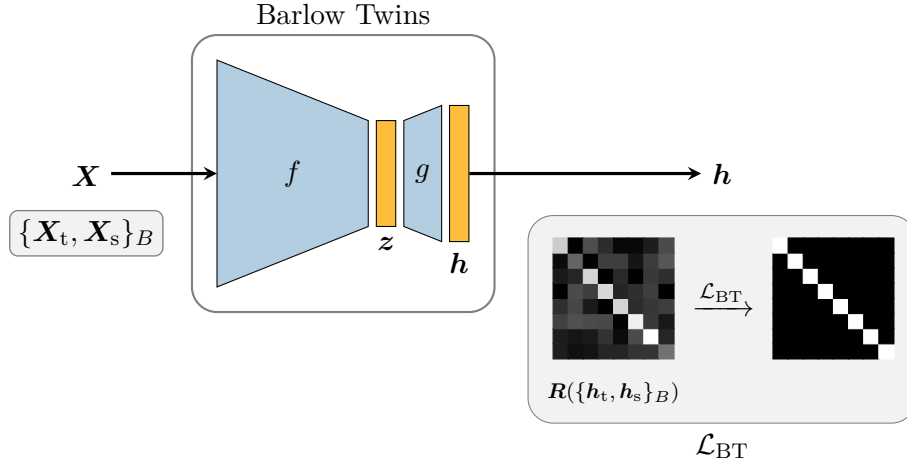 Barlow Twins
X
f
g
h
{X_t, X_s}_B
z
h
L_BT
R({h_t, h_s}_B)
L_BT